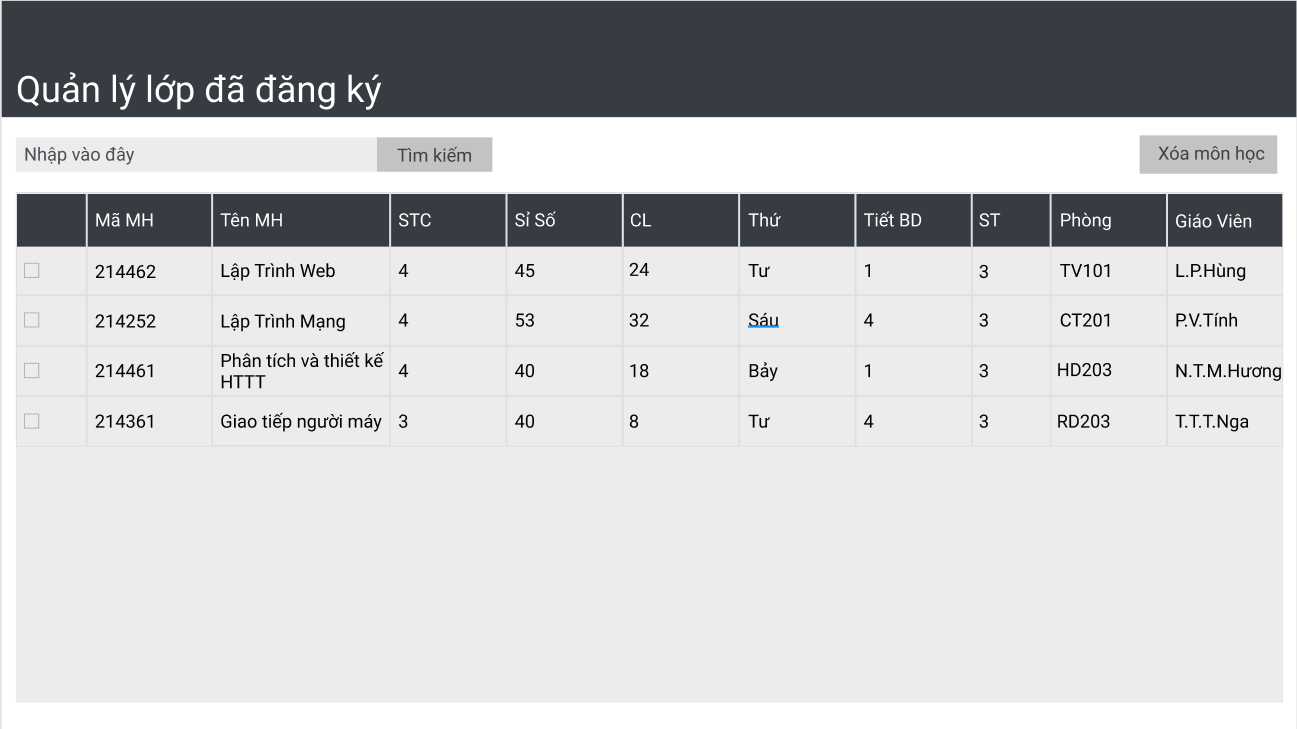 Quản lý lớp đã đăng ký
Nhập vào đây Tìm kiếm Xóa môn học
Mã MH Tên MH STC Sỉ Số CL Thứ Tiết BD ST Phòng Giáo Viên
214462 Lập Trình Web 4 45 24 Tư 1 3 TV101 L.P.Hùng
214252 Lập Trình Mạng 4 53 32 Sáu 4 3 CT201 P.V.Tính
214461 Phân tích và thiết kế
HTTT 4 40 18 Bảy 1 3 HD203 N.T.M.Hương
214361 Giao tiếp người máy 3 40 8 Tư 4 3 RD203 T.T.T.Nga